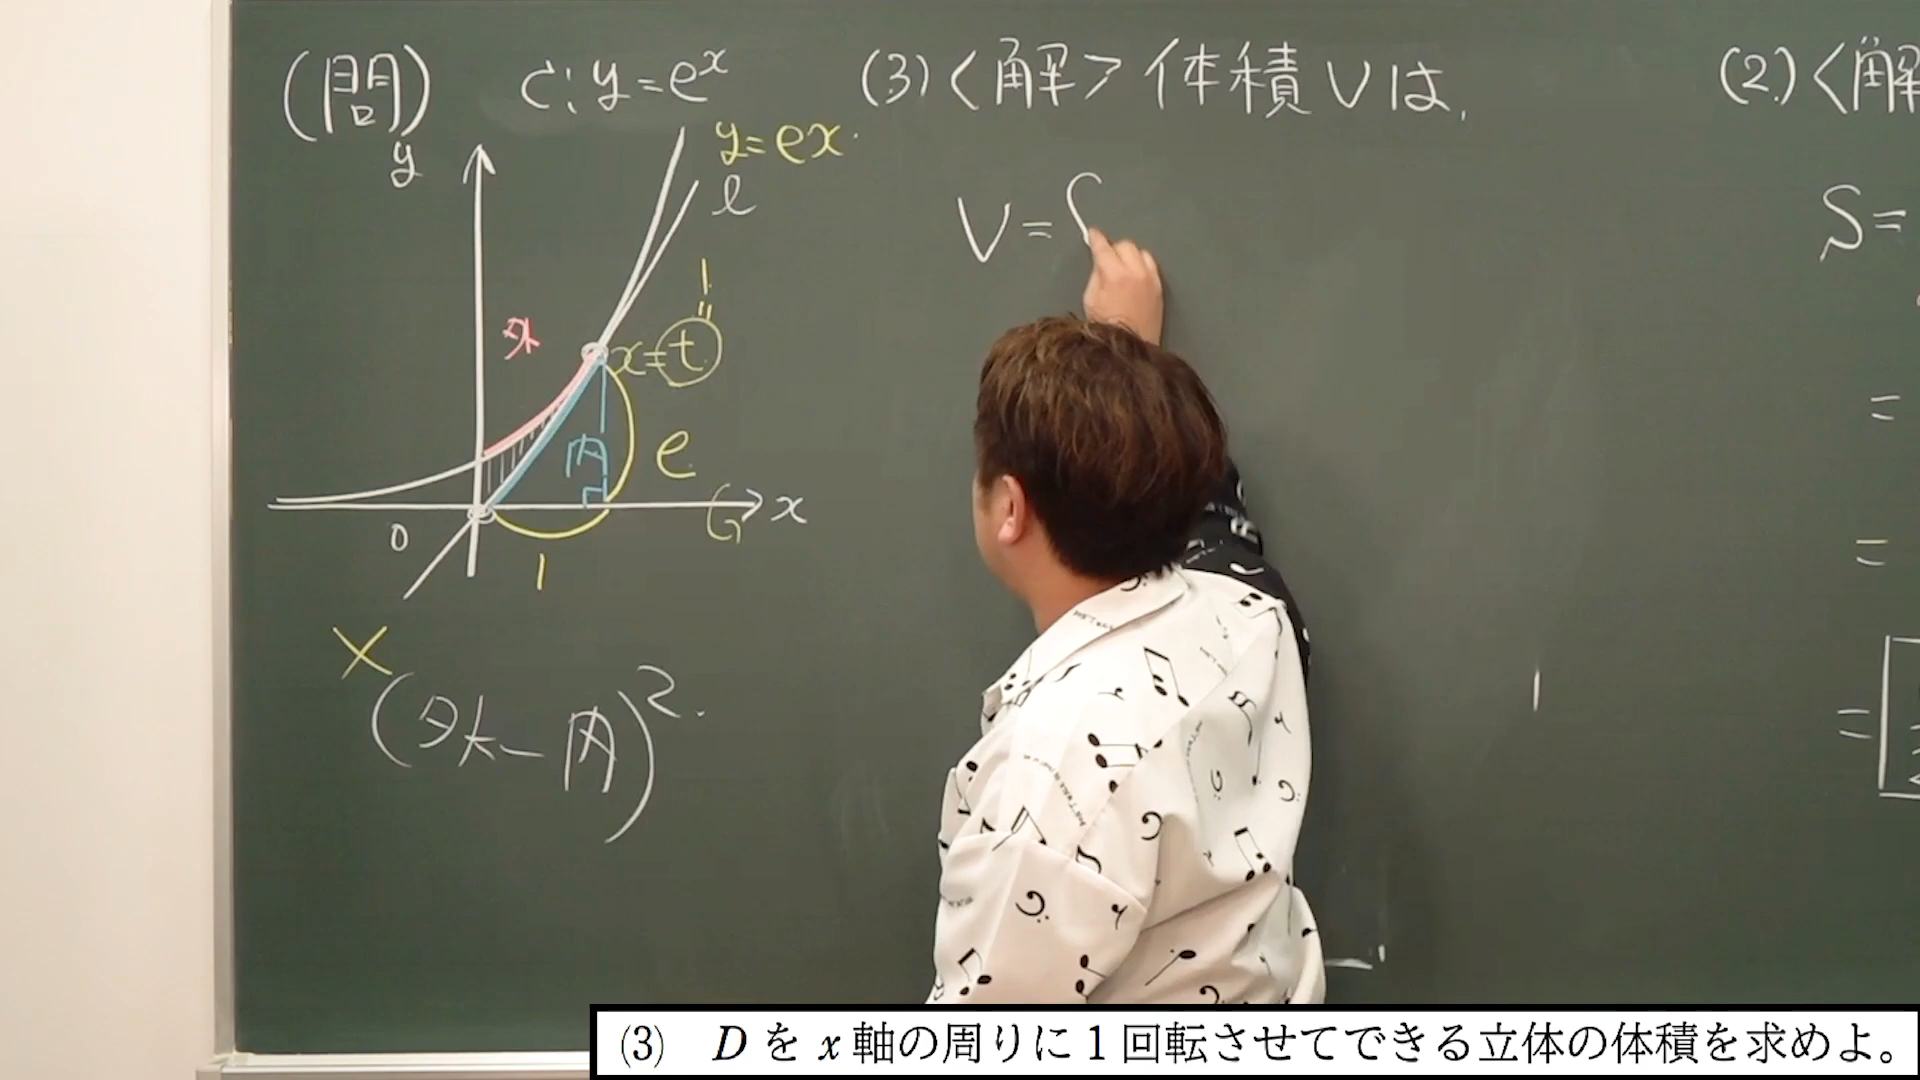 (問) C: y=e^x
y
y=ex.
l
外
1
〃
x=t
内
e
0
x
1
×
(外-内)^2.
(3)<解>体積Vは,
V=∫
(2)<解
S=
=
=
=
(3) Dをx軸の周りに1回転させてできる立体の体積を求めよ。